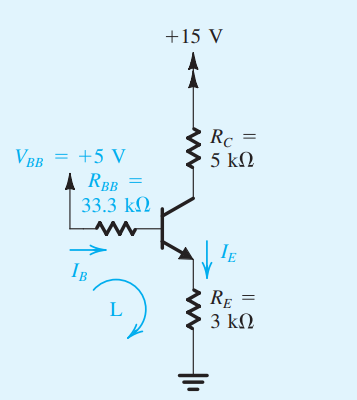 +15 V
R_C =
5 kΩ
V_BB = +5 V
R_BB =
33.3 kΩ
I_B
I_E
L
R_E =
3 kΩ